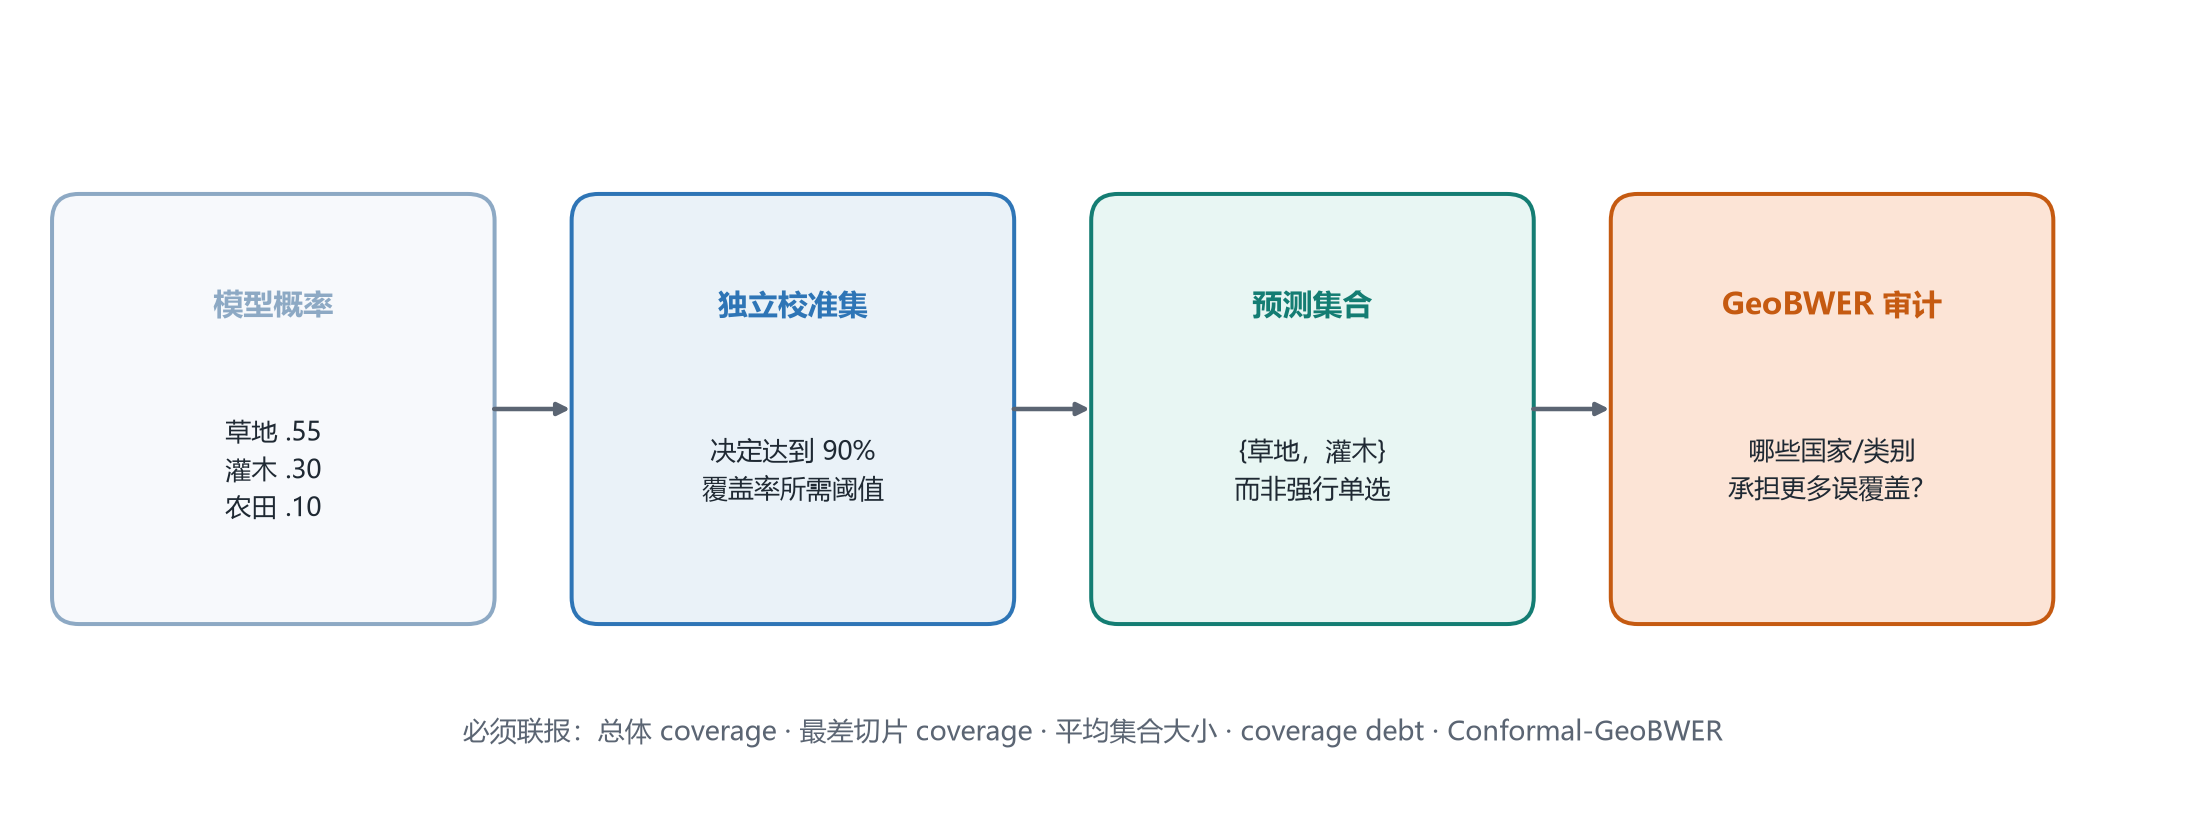 模型概率
草地 .55
灌木 .30
农田 .10
独立校准集
决定达到 90%
覆盖率所需阈值
预测集合
{草地，灌木}
而非强行单选
GeoBWER 审计
哪些国家/类别
承担更多误覆盖？
必须联报：总体 coverage · 最差切片 coverage · 平均集合大小 · coverage debt · Conformal-GeoBWER